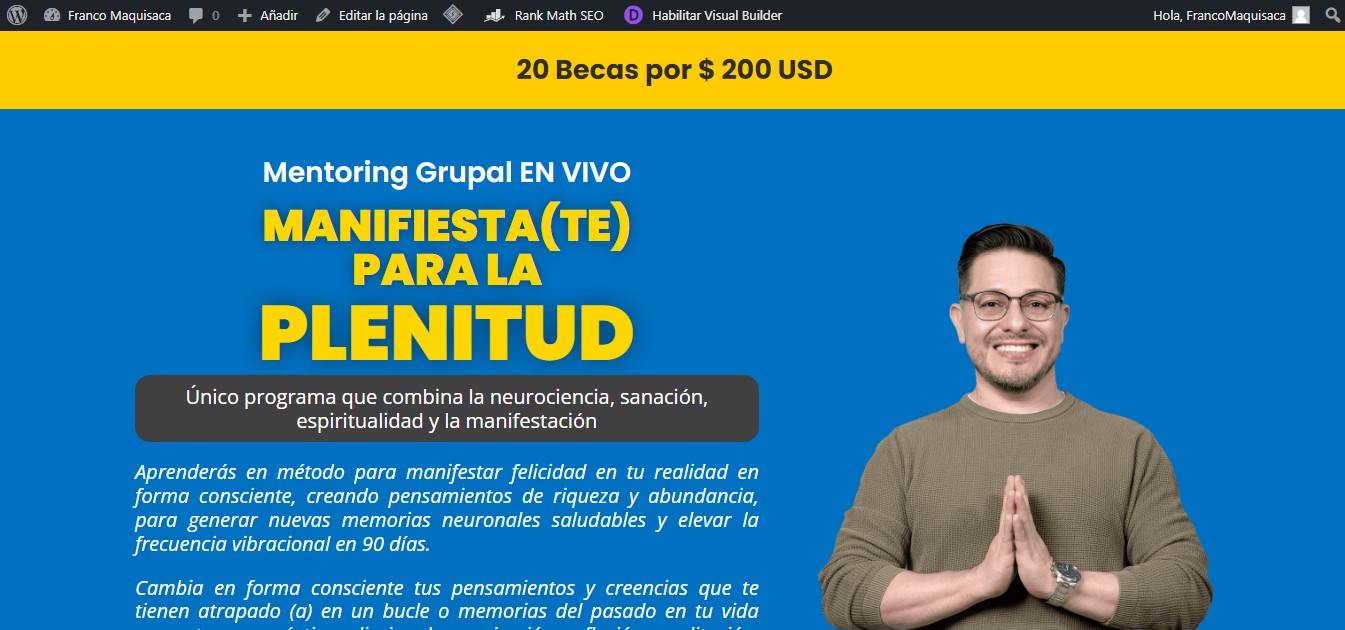 Franco Maquisaca 0 Añadir Editar la página Rank Math SEO D Habilitar Visual Builder Hola, FrancoMaquisaca
20 Becas por $ 200 USD
Mentoring Grupal EN VIVO
MANIFIESTA(TE)
PARA LA
PLENITUD
Único programa que combina la neurociencia, sanación,
espiritualidad y la manifestación
Aprenderás en método para manifestar felicidad en tu realidad en
forma consciente, creando pensamientos de riqueza y abundancia,
para generar nuevas memorias neuronales saludables y elevar la
frecuencia vibracional en 90 días.
Cambia en forma consciente tus pensamientos y creencias que te
tienen atrapado (a) en un bucle o memorias del pasado en tu vida